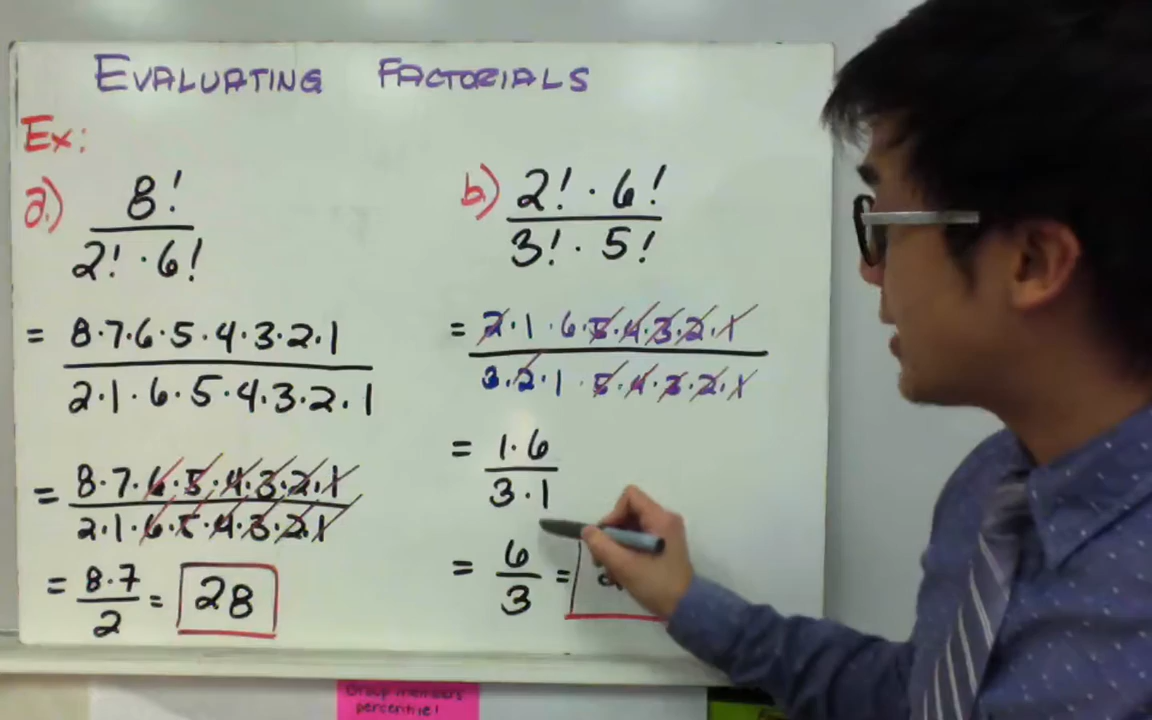 EVALUATING FACTORIALS
Ex:
a.) 8!
2! · 6!
= 8·7·6·5·4·3·2·1
2·1·6·5·4·3·2·1
= 8·7·6·5·4·3·2·1
2·1·6·5·4·3·2·1
= 8·7
2
= 28
b.) 2! · 6!
3! · 5!
= 2·1·6·5·4·3·2·1
3·2·1·5·4·3·2·1
= 1·6
3·1
= 6
3
=
Group members
percentile!